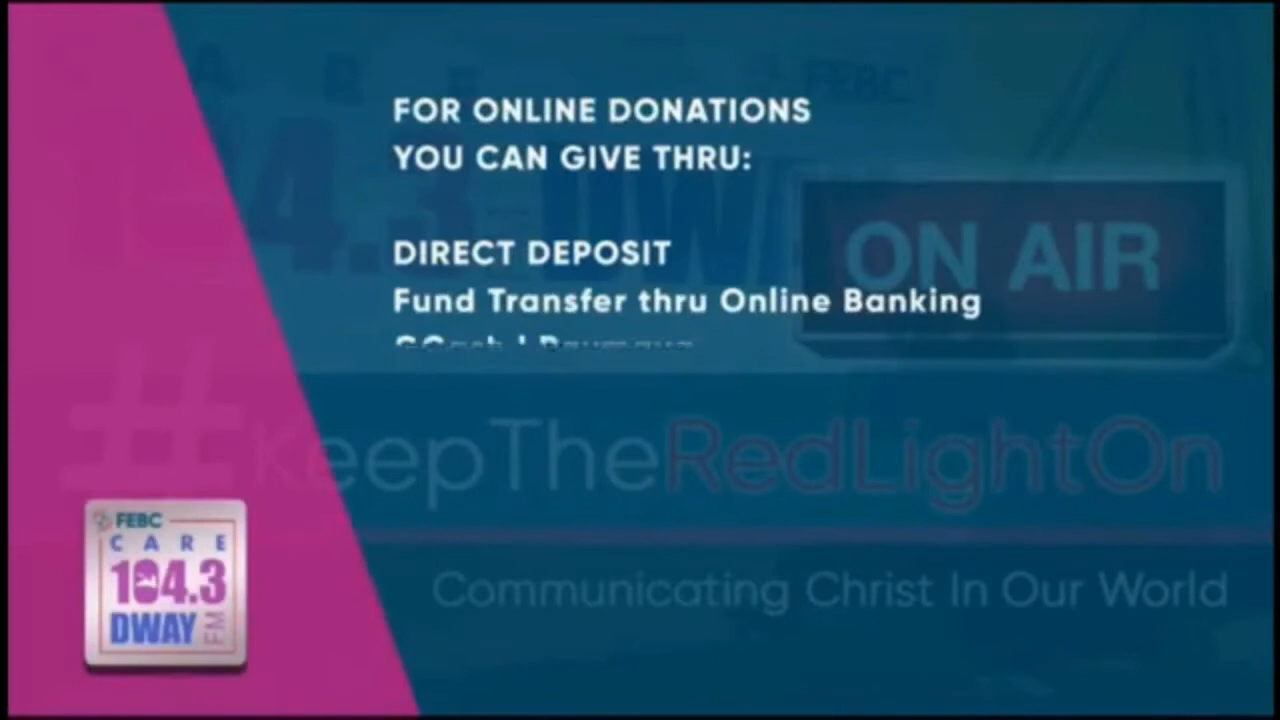 FOR ONLINE DONATIONS
YOU CAN GIVE THRU:
DIRECT DEPOSIT
Fund Transfer thru Online Banking
ON AIR
#KeepTheRedLightOn
Communicating Christ In Our World
FEBC
CARE
104.3
DWAY FM